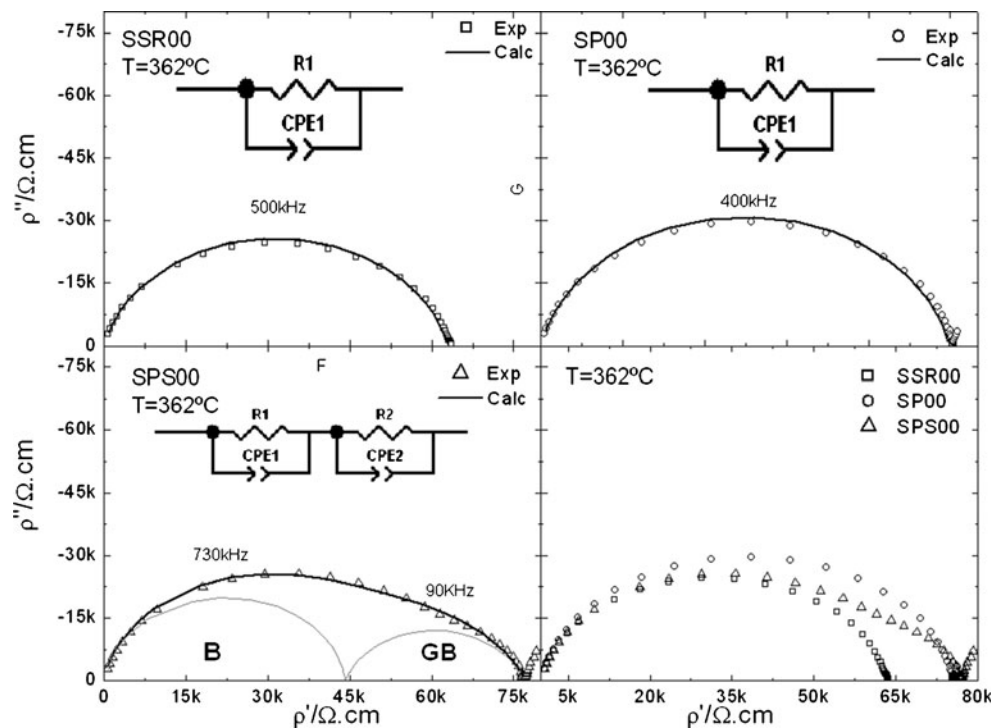 -75k
-60k
-45k
-30k
-15k
0
ρ''/Ω.cm
SSR00
T=362ºC
Exp
Calc
R1
CPE1
500kHz
SP00
T=362ºC
Exp
Calc
R1
CPE1
400kHz
G
F
-75k
-60k
-45k
-30k
-15k
0
ρ''/Ω.cm
SPS00
T=362ºC
Exp
Calc
R1
R2
CPE1
CPE2
730kHz
90KHz
B
GB
0 15k 30k 45k 60k 75k
ρ'/Ω.cm
T=362ºC
SSR00
SP00
SPS00
5k 20k 35k 50k 65k 80k
ρ'/Ω.cm